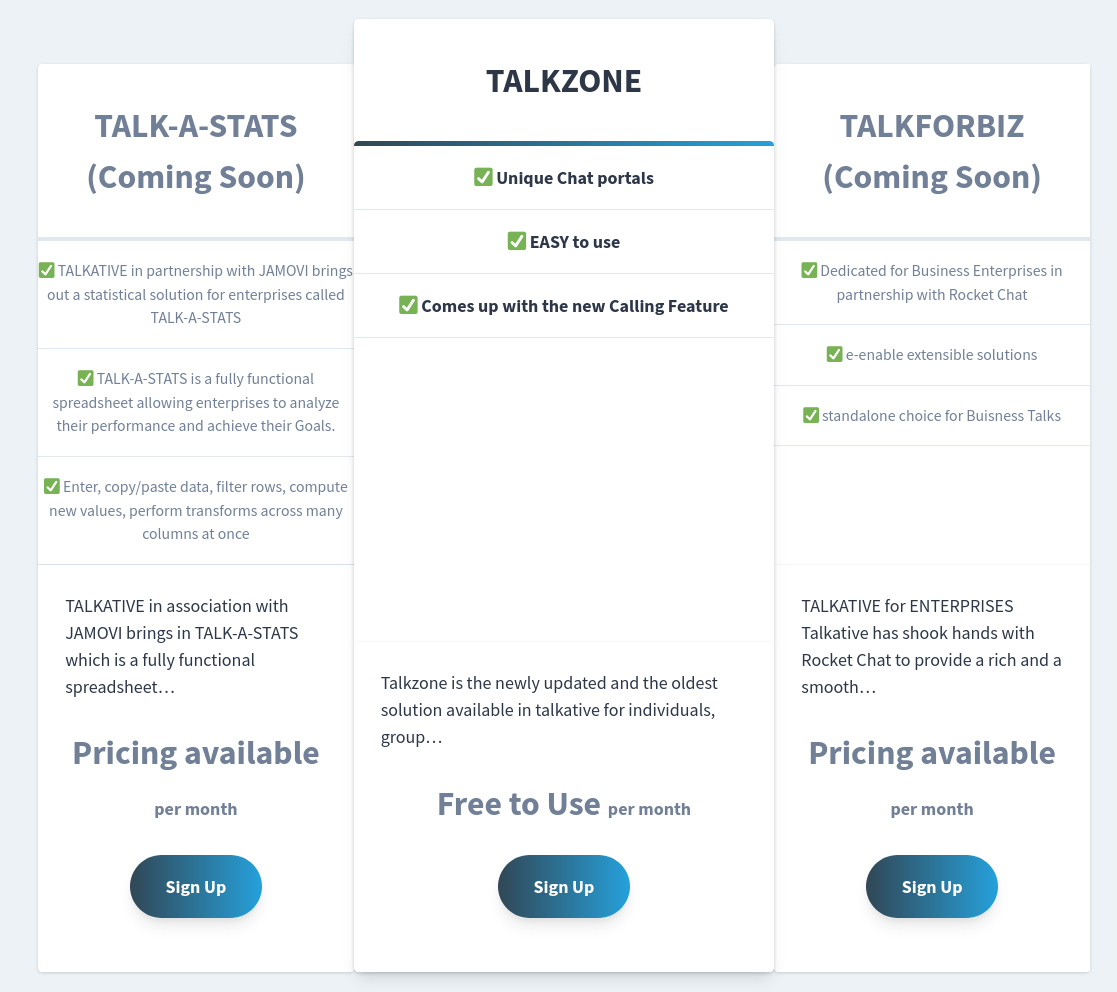 TALK-A-STATS
(Coming Soon)
✅ TALKATIVE in partnership with JAMOVI brings
out a statistical solution for enterprises called
TALK-A-STATS
✅ TALK-A-STATS is a fully functional
spreadsheet allowing enterprises to analyze
their performance and achieve their Goals.
✅ Enter, copy/paste data, filter rows, compute
new values, perform transforms across many
columns at once
TALKATIVE in association with
JAMOVI brings in TALK-A-STATS
which is a fully functional
spreadsheet…
Pricing available
per month
Sign Up
TALKZONE
✅ Unique Chat portals
✅ EASY to use
✅ Comes up with the new Calling Feature
Talkzone is the newly updated and the oldest
solution available in talkative for individuals,
group…
Free to Use per month
Sign Up
TALKFORBIZ
(Coming Soon)
✅ Dedicated for Business Enterprises in
partnership with Rocket Chat
✅ e-enable extensible solutions
✅ standalone choice for Buisness Talks
TALKATIVE for ENTERPRISES
Talkative has shook hands with
Rocket Chat to provide a rich and a
smooth…
Pricing available
per month
Sign Up